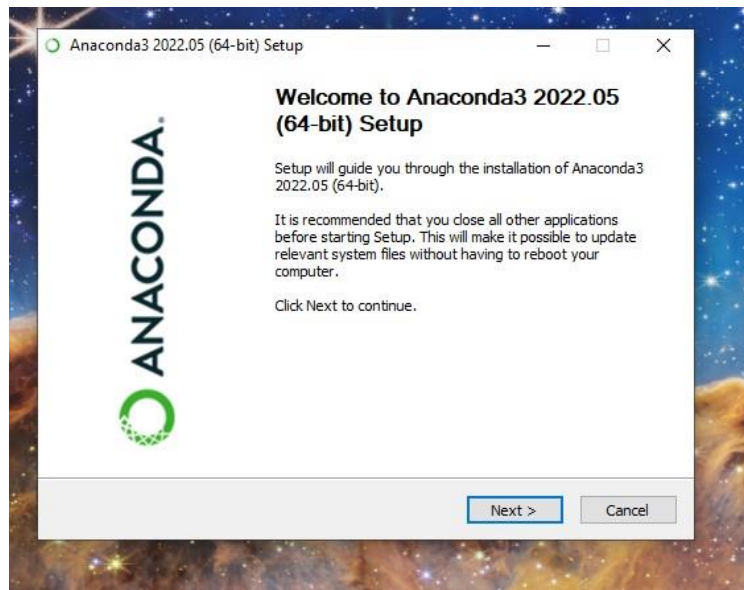 Anaconda3 2022.05 (64-bit) Setup
ANACONDA.
Welcome to Anaconda3 2022.05
(64-bit) Setup
Setup will guide you through the installation of Anaconda3
2022.05 (64-bit).
It is recommended that you close all other applications
before starting Setup. This will make it possible to update
relevant system files without having to reboot your
computer.
Click Next to continue.
Next >
Cancel